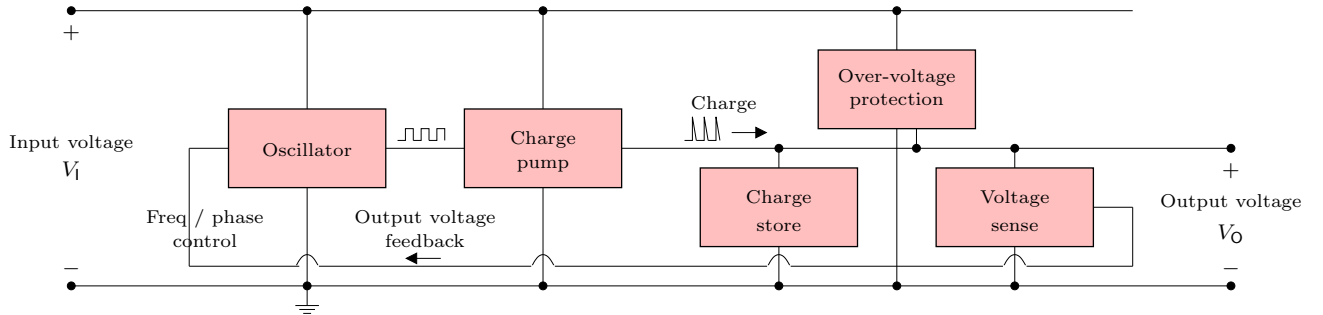 +
Over-voltage
protection
Charge
Input voltage
V_I
Oscillator
Charge
pump
Charge
store
Voltage
sense
+
Output voltage
V_O
Freq / phase
control
Output voltage
feedback
−
−